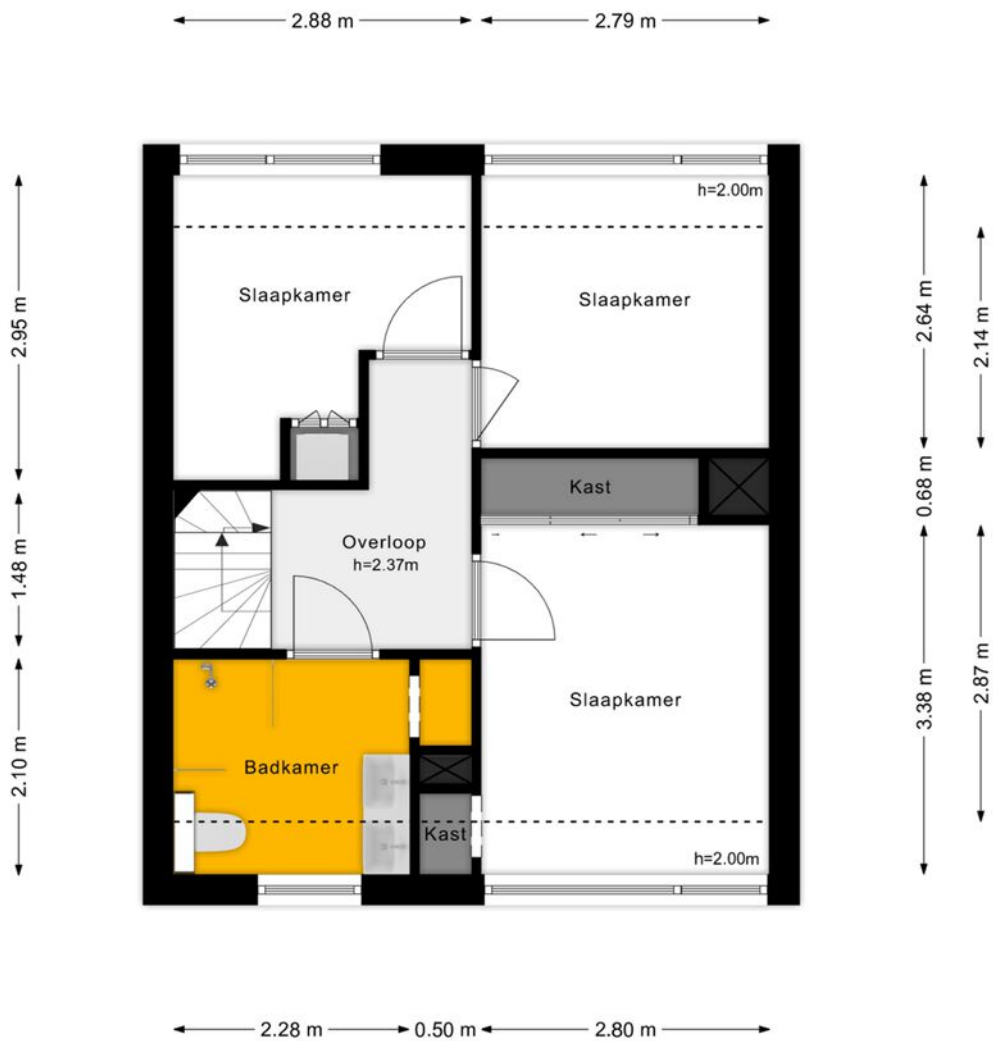 2.88 m
2.79 m
h=2.00m
Slaapkamer
Slaapkamer
2.95 m
2.64 m
2.14 m
Kast
0.68 m
Overloop
h=2.37m
1.48 m
Slaapkamer
3.38 m
2.87 m
Badkamer
2.10 m
Kast
h=2.00m
2.28 m
0.50 m
2.80 m